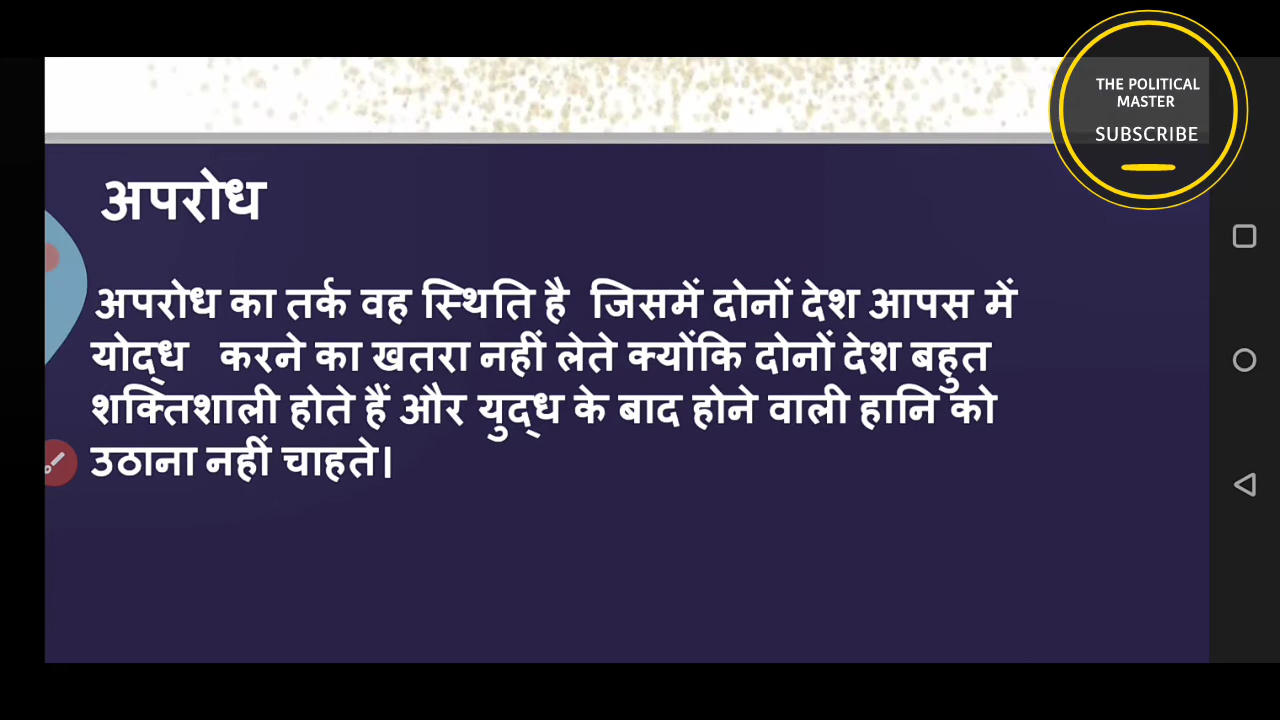 THE POLITICAL
MASTER
SUBSCRIBE
अपरोध
अपरोध का तर्क वह स्थिति है जिसमें दोनों देश आपस में
योद्ध करने का खतरा नहीं लेते क्योंकि दोनों देश बहुत
शक्तिशाली होते हैं और युद्ध के बाद होने वाली हानि को
उठाना नहीं चाहते।